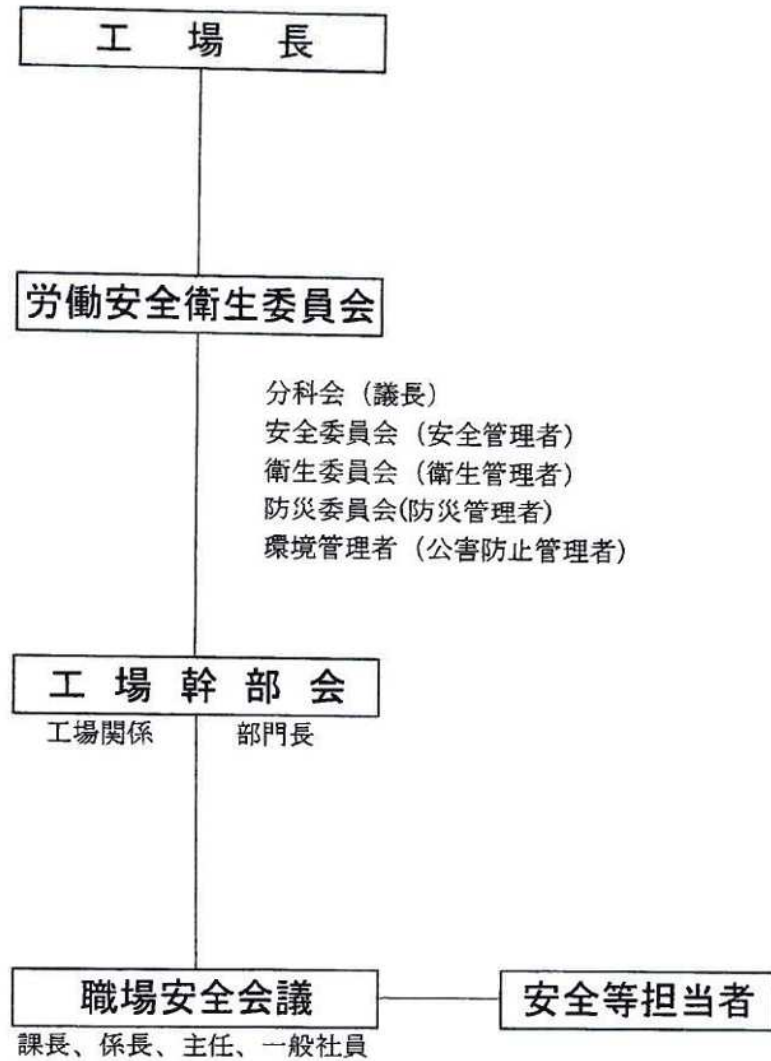 工場長
労働安全衛生委員会
分科会（議長）
安全委員会（安全管理者）
衛生委員会（衛生管理者）
防災委員会(防災管理者)
環境管理者（公害防止管理者）
工場幹部会
工場関係 部門長
職場安全会議 安全等担当者
課長、係長、主任、一般社員